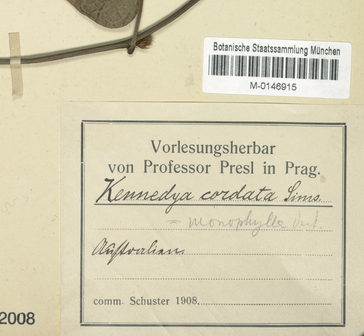 Botanische Staatssammlung München
M-0146915
Vorlesungsherbar
von Professor Presl in Prag.
Kennedya cordata Sims.
= monophylla
Australien
comm. Schuster 1908.
2008